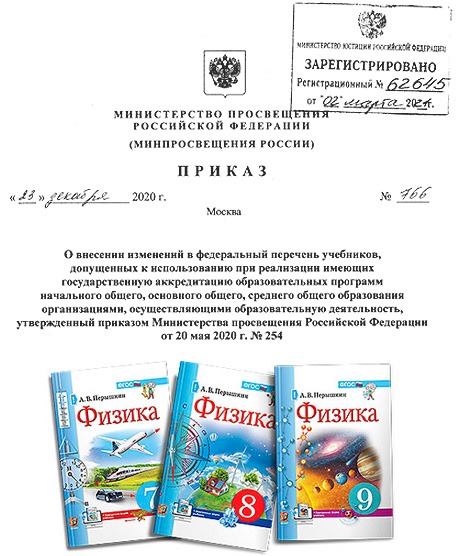 МИНИСТЕРСТВО ЮСТИЦИИ РОССИЙСКОЙ ФЕДЕРАЦИИ
ЗАРЕГИСТРИРОВАНО
Регистрационный № 62645
от "02" марта 2021.
МИНИСТЕРСТВО ПРОСВЕЩЕНИЯ
РОССИЙСКОЙ ФЕДЕРАЦИИ
(МИНПРОСВЕЩЕНИЯ РОССИИ)
ПРИКАЗ
« 23 » декабря 2020 г. № 766
Москва
О внесении изменений в федеральный перечень учебников,
допущенных к использованию при реализации имеющих
государственную аккредитацию образовательных программ
начального общего, основного общего, среднего общего образования
организациями, осуществляющими образовательную деятельность,
утвержденный приказом Министерства просвещения Российской Федерации
от 20 мая 2020 г. № 254
ФГОС
А. В. Перышкин
Физика
7
ФГОС
А. В. Перышкин
Физика
8
ФГОС
А. В. Перышкин
Физика
9